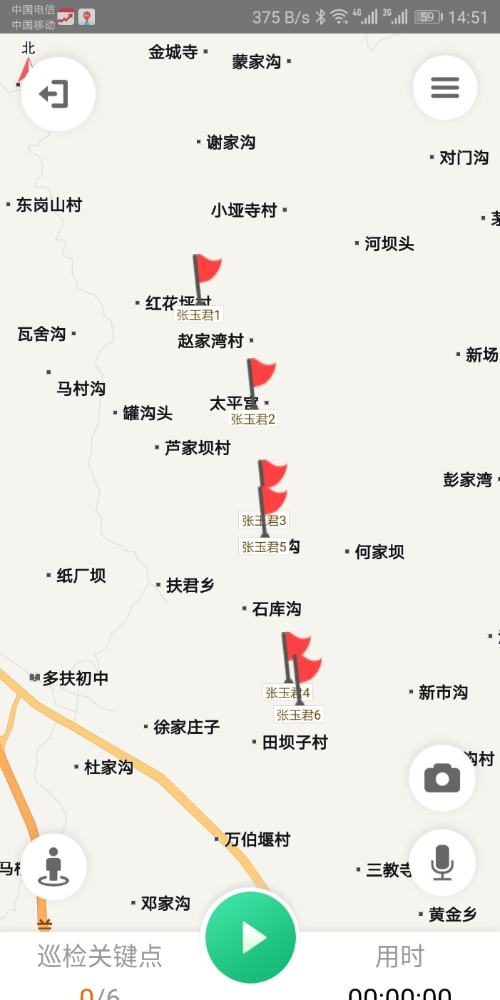 中国电信
中国移动
375 B/s
4G
2G
59
14:51
北
金城寺
蒙家沟
谢家沟
对门沟
东岗山村
小垭寺村
河坝头
红花坪村
张玉君1
瓦舍沟
赵家湾村
新场
马村沟
太平宫
罐沟头
张玉君2
芦家坝村
彭家湾
张玉君3
张玉君5
沟
何家坝
纸厂坝
扶君乡
石库沟
多扶初中
张玉君4
新市沟
张玉君6
徐家庄子
田坝子村
沟村
杜家沟
万伯堰村
三教寺
邓家沟
黄金乡
兰
巡检关键点
用时
0/6
00:00:00